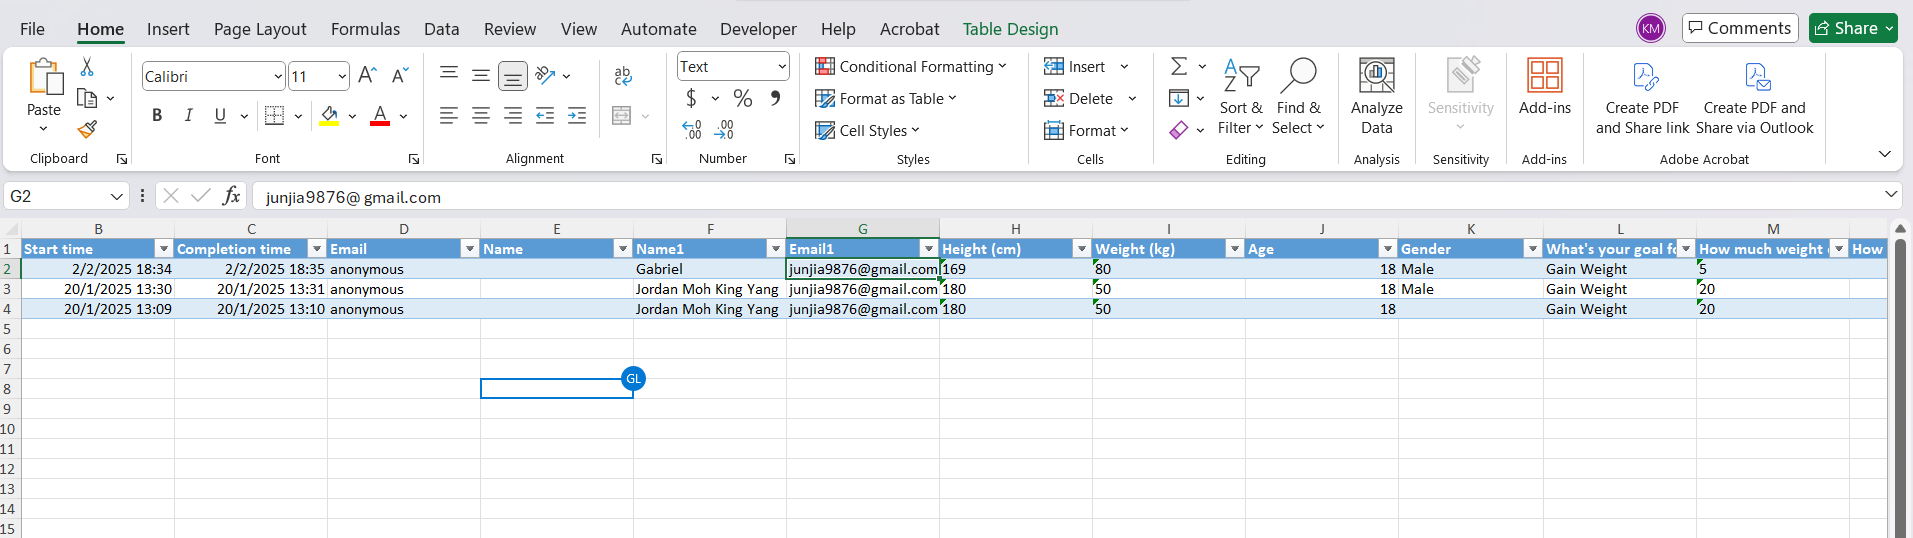 File Home Insert Page Layout Formulas Data Review View Automate Developer Help Acrobat Table Design KM Comments Share
Paste
Clipboard
Calibri 11 A A
B I U A
Font
ab
Alignment
Text
$ % ,
.00 .00
Number
Conditional Formatting
Format as Table
Cell Styles
Styles
Insert
Delete
Format
Cells
Sort &
Filter
Find &
Select
Editing
Analyze
Data
Analysis
Sensitivity
Sensitivity
Add-ins
Add-ins
Create PDF
and Share link
Create PDF and
Share via Outlook
Adobe Acrobat
G2 fx junjia9876@gmail.com
B C D E F G H I J K L M
1 Start time Completion time Email Name Name1 Email1 Height (cm) Weight (kg) Age Gender What's your goal How much weight How
2 2/2/2025 18:34 2/2/2025 18:35 anonymous Gabriel junjia9876@gmail.com 169 80 18 Male Gain Weight 5
3 20/1/2025 13:30 20/1/2025 13:31 anonymous Jordan Moh King Yang junjia9876@gmail.com 180 50 18 Male Gain Weight 20
4 20/1/2025 13:09 20/1/2025 13:10 anonymous Jordan Moh King Yang junjia9876@gmail.com 180 50 18 Gain Weight 20
5
6
7
GL
8
9
10
11
12
13
14
15